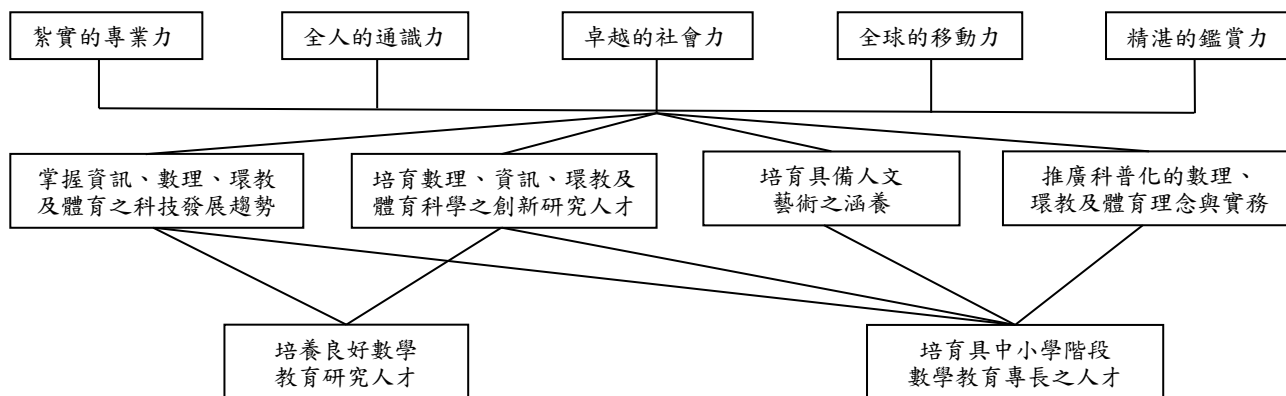 紮實的專業力
全人的通識力
卓越的社會力
全球的移動力
精湛的鑑賞力
掌握資訊、數理、環教
及體育之科技發展趨勢
培育數理、資訊、環教及
體育科學之創新研究人才
培育具備人文
藝術之涵養
推廣科普化的數理、
環教及體育理念與實務
培養良好數學
教育研究人才
培育具中小學階段
數學教育專長之人才